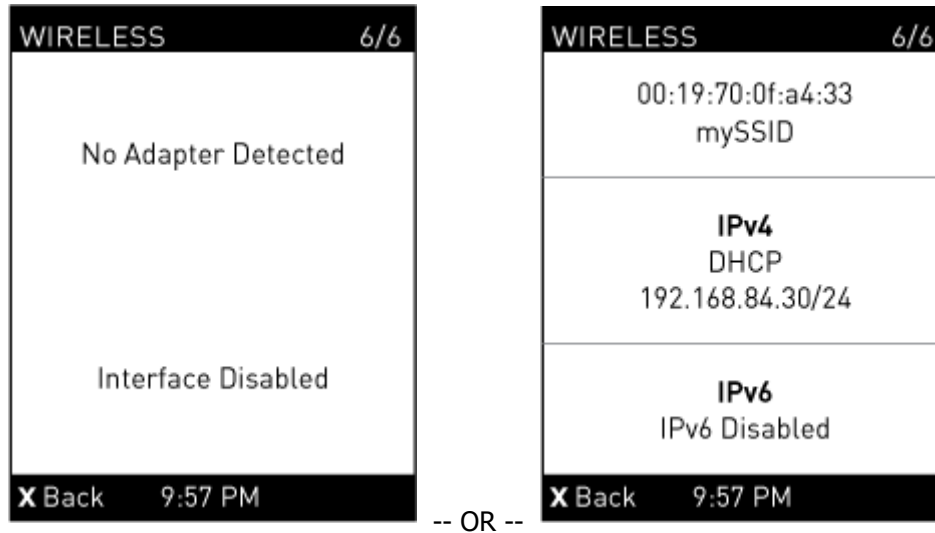 WIRELESS 6/6
No Adapter Detected
Interface Disabled
X Back 9:57 PM
-- OR --
WIRELESS 6/6
00:19:70:0f:a4:33
mySSID
IPv4
DHCP
192.168.84.30/24
IPv6
IPv6 Disabled
X Back 9:57 PM